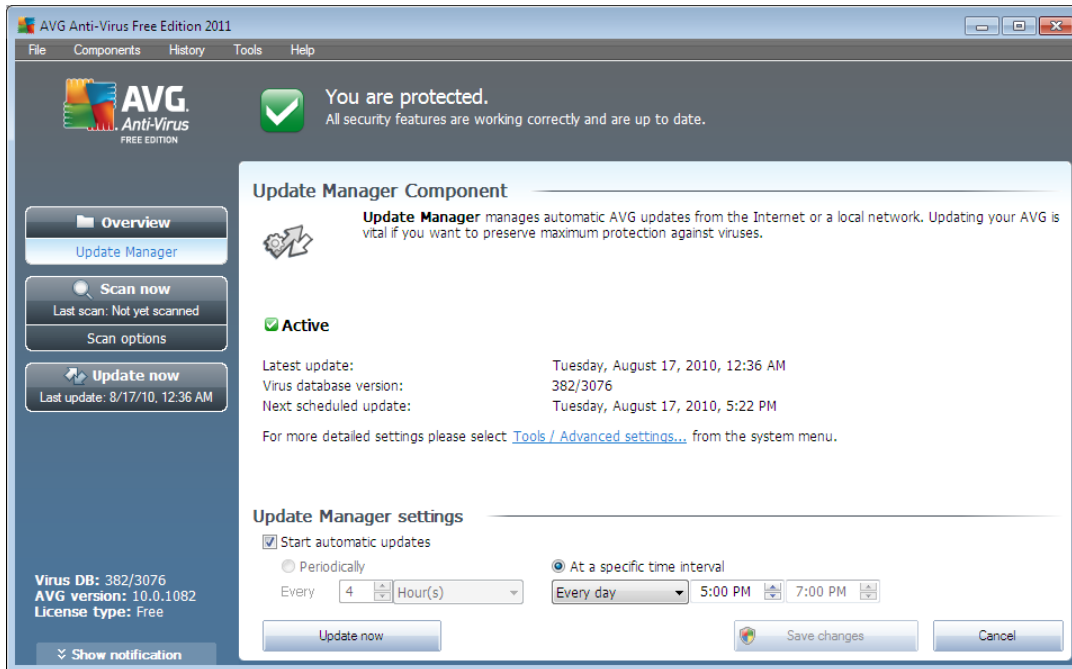 AVG Anti-Virus Free Edition 2011
File Components History Tools Help
AVG.
Anti-Virus
FREE EDITION
You are protected.
All security features are working correctly and are up to date.
Overview
Update Manager
Scan now
Last scan: Not yet scanned
Scan options
Update now
Last update: 8/17/10, 12:36 AM
Virus DB: 382/3076
AVG version: 10.0.1082
License type: Free
Show notification
Update Manager Component
Update Manager manages automatic AVG updates from the Internet or a local network. Updating your AVG is
vital if you want to preserve maximum protection against viruses.
Active
Latest update: Tuesday, August 17, 2010, 12:36 AM
Virus database version: 382/3076
Next scheduled update: Tuesday, August 17, 2010, 5:22 PM
For more detailed settings please select Tools / Advanced settings... from the system menu.
Update Manager settings
Start automatic updates
Periodically At a specific time interval
Every 4 Hour(s) Every day 5:00 PM 7:00 PM
Update now Save changes Cancel